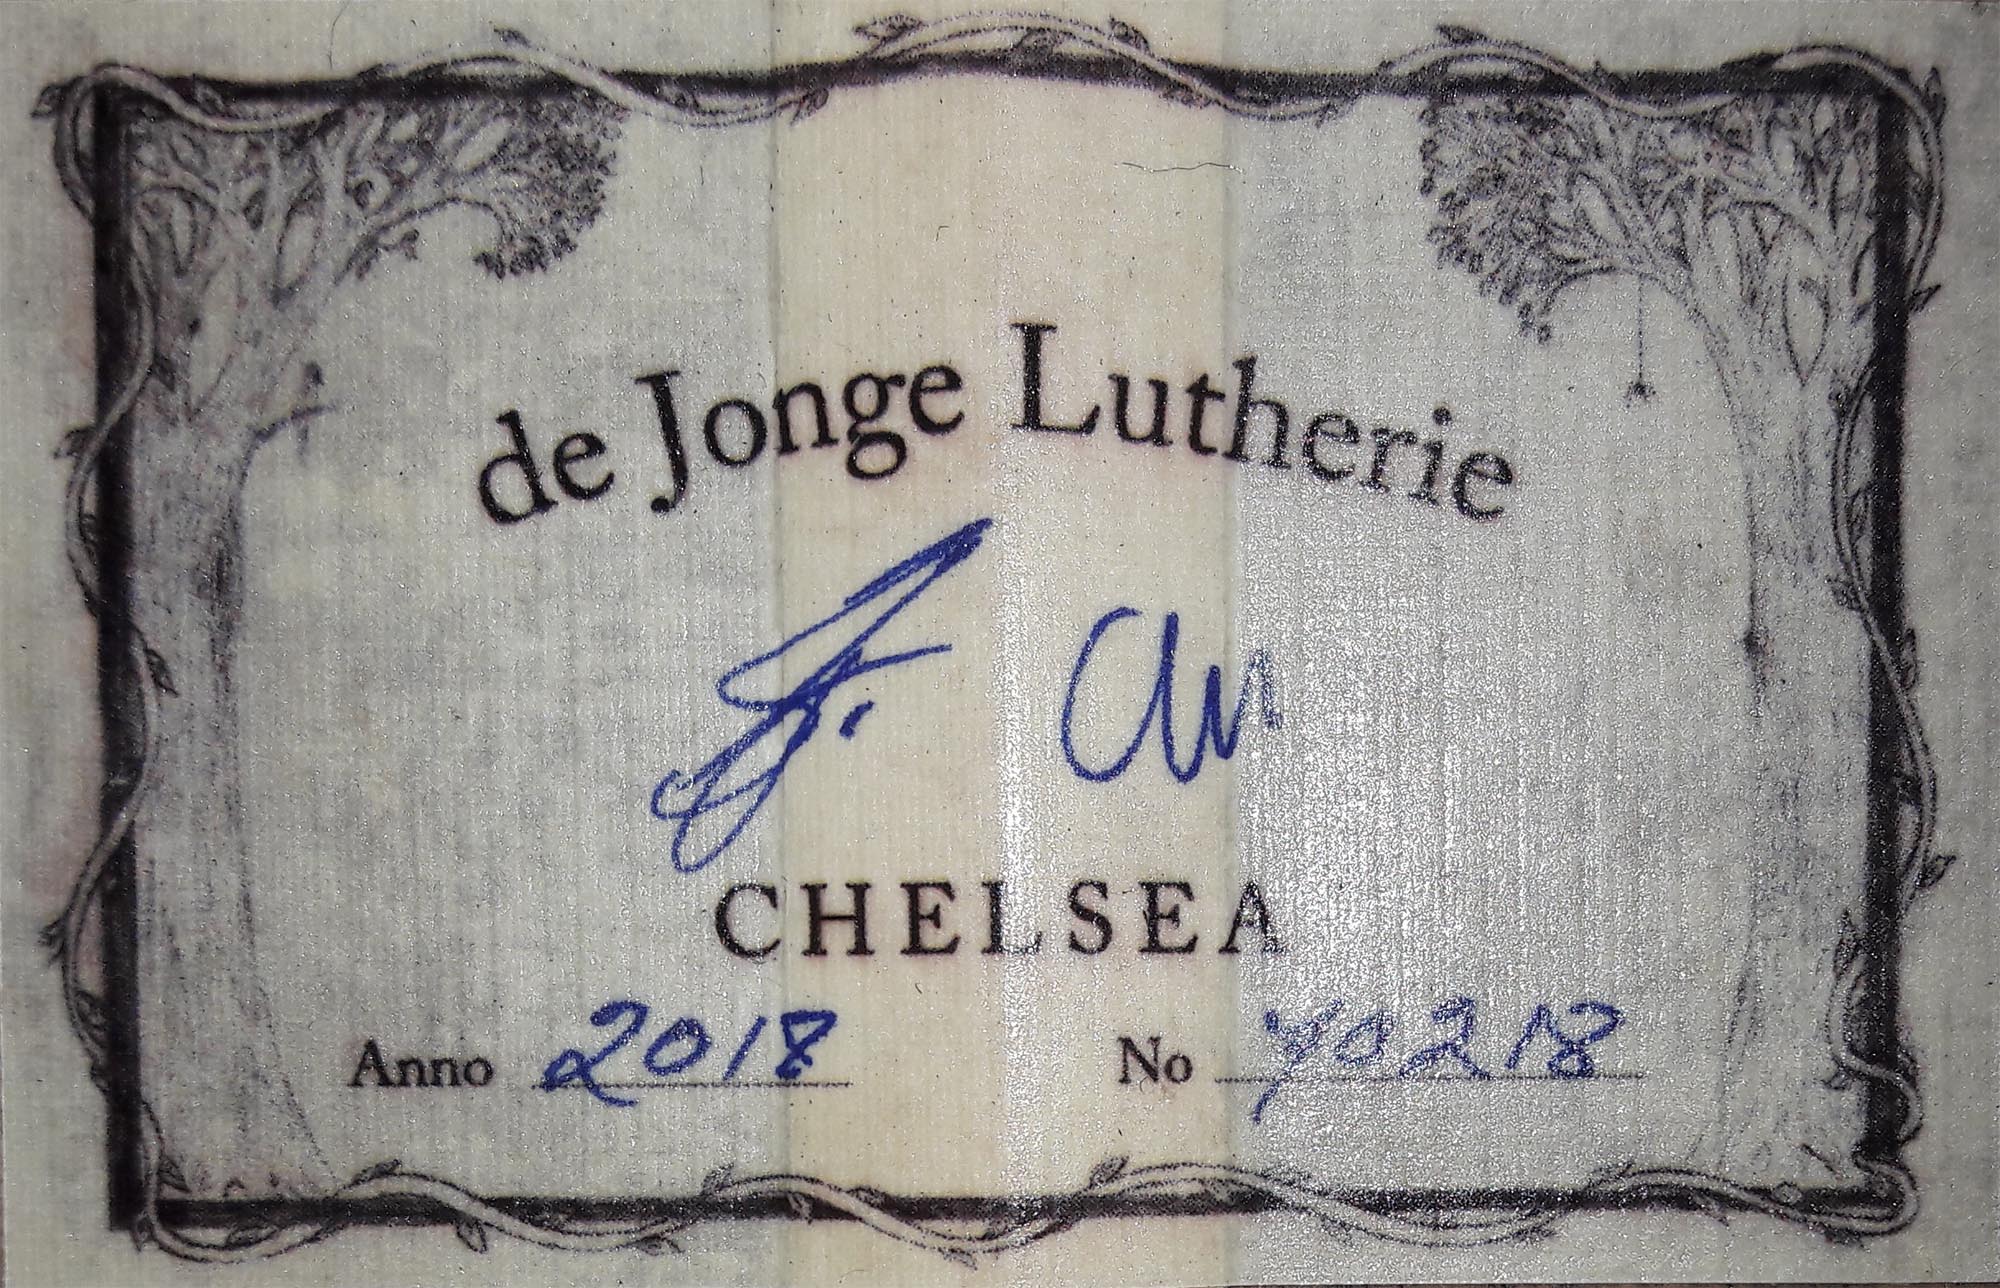 de Jonge Lutherie
CHELSEA
Anno 2018
No 70218